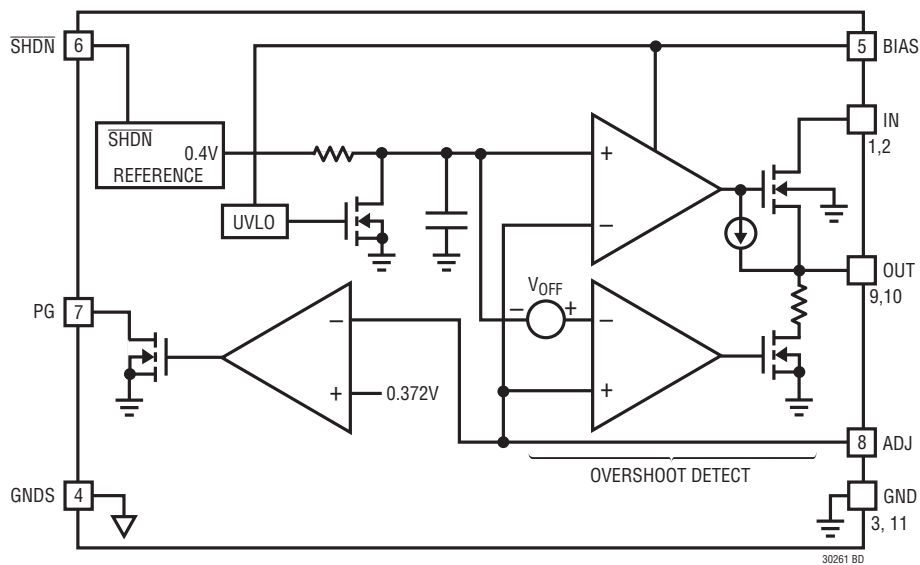 SHDN
6
5
BIAS
SHDN
0.4V
REFERENCE
IN
1,2
UVLO
+
–
OUT
9,10
PG
7
–
+
0.372V
VOFF
–
+
–
+
8
ADJ
OVERSHOOT DETECT
GNDS
4
GND
3, 11
30261 BD